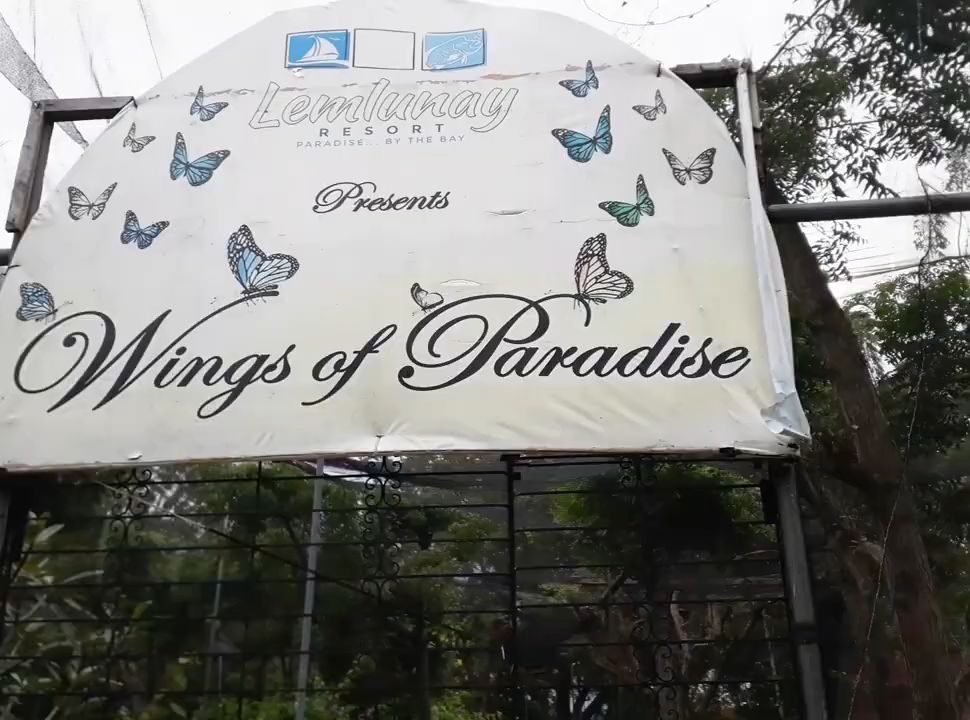 Lemlunay
RESORT
PARADISE... BY THE BAY
Presents
Wings of Paradise